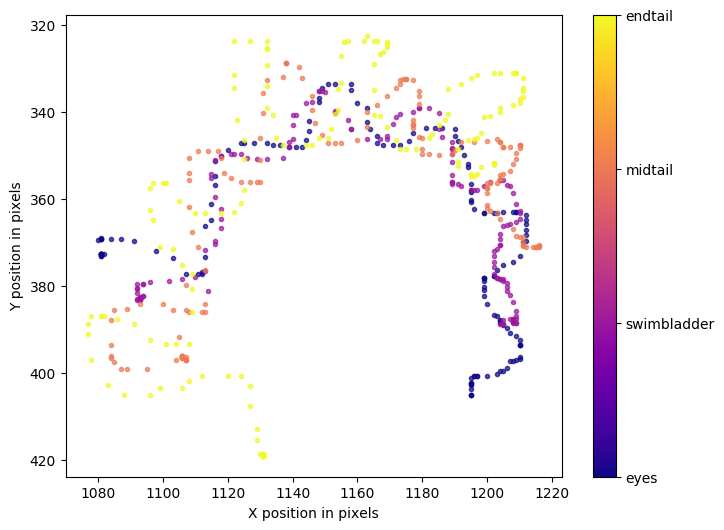 320
340
360
380
400
420
Y position in pixels
1080
1100
1120
1140
1160
1180
1200
1220
X position in pixels
endtail
midtail
swimbladder
eyes